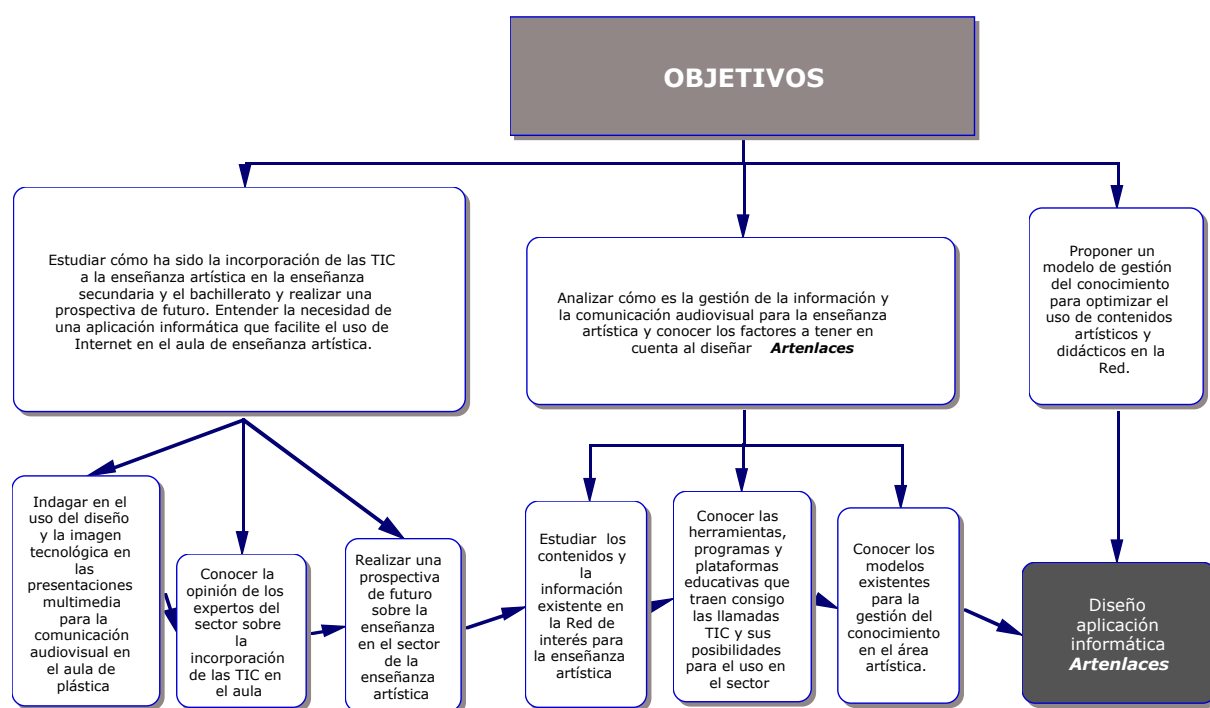 OBJETIVOS
Estudiar cómo ha sido la incorporación de las TIC
a la enseñanza artística en la enseñanza
secundaria y el bachillerato y realizar una
prospectiva de futuro. Entender la necesidad de
una aplicación informática que facilite el uso de
Internet en el aula de enseñanza artística.
Analizar cómo es la gestión de la información y
la comunicación audiovisual para la enseñanza
artística y conocer los factores a tener en
cuenta al diseñar Artenlaces
Proponer un
modelo de gestión
del conocimiento
para optimizar el
uso de contenidos
artísticos y
didácticos en la
Red.
Indagar en el
uso del diseño
y la imagen
tecnológica en
las
presentaciones
multimedia
para la
comunicación
audiovisual en
el aula de
plástica
Conocer la
opinión de los
expertos del
sector sobre
la
incorporación
de las TIC en
el aula
Realizar una
prospectiva
de futuro
sobre la
enseñanza
en el sector
de la
enseñanza
artística
Estudiar los
contenidos y
la
información
existente en
la Red de
interés para
la enseñanza
artística
Conocer las
herramientas,
programas y
plataformas
educativas que
traen consigo
las llamadas
TIC y sus
posibilidades
para el uso en
el sector
Conocer los
modelos
existentes
para la
gestión del
conocimiento
en el área
artística.
Diseño
aplicación
informática
Artenlaces